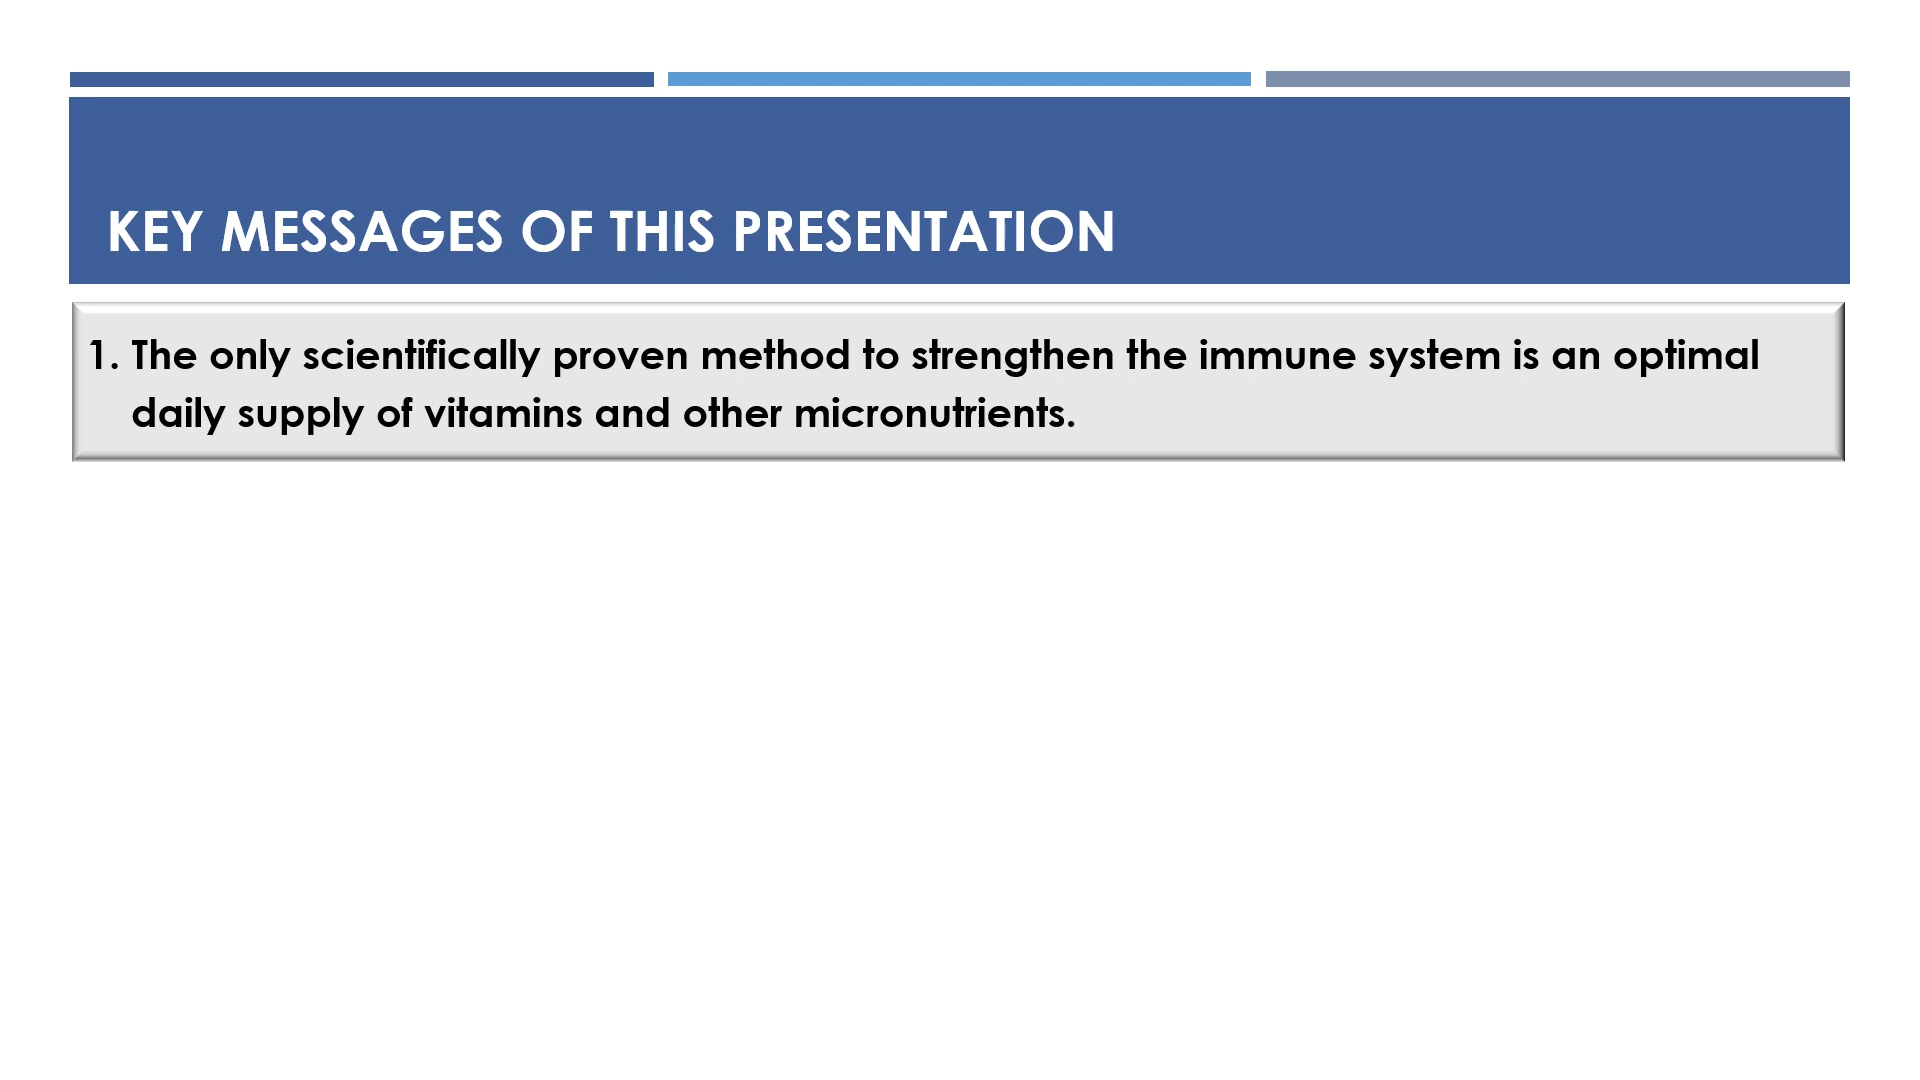 KEY MESSAGES OF THIS PRESENTATION
1. The only scientifically proven method to strengthen the immune system is an optimal
daily supply of vitamins and other micronutrients.